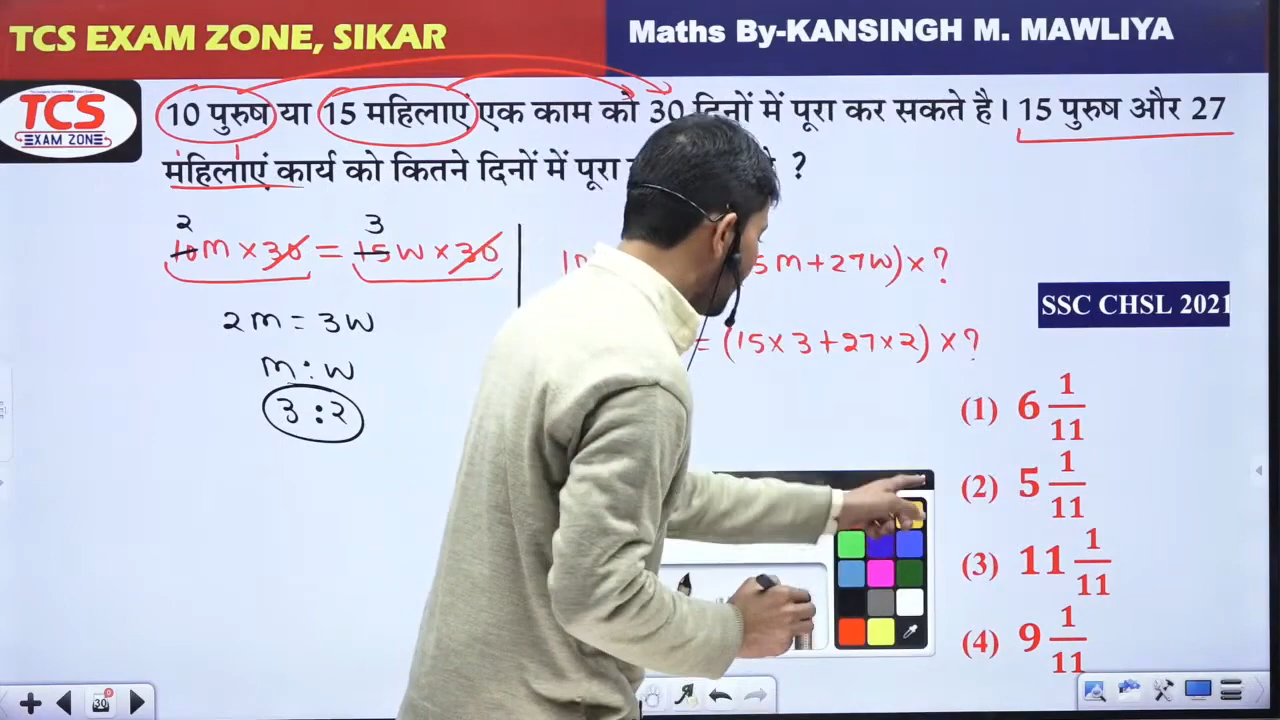 TCS EXAM ZONE, SIKAR
Maths By-KANSINGH M. MAWLIYA
TCS
EXAM ZONE
10 पुरुष या 15 महिलाएं एक काम को 30 दिनों में पूरा कर सकते है। 15 पुरुष और 27
महिलाएं कार्य को कितने दिनों में पूरा ?
2 3
10M × 30 = 15W × 30
2M = 3W
M : W
3 : 2
5M + 27W) × ?
= (15 × 3 + 27 × 2) × ?
SSC CHSL 2021
(1) 6 1/11
(2) 5 1/11
(3) 11 1/11
(4) 9 1/11
30